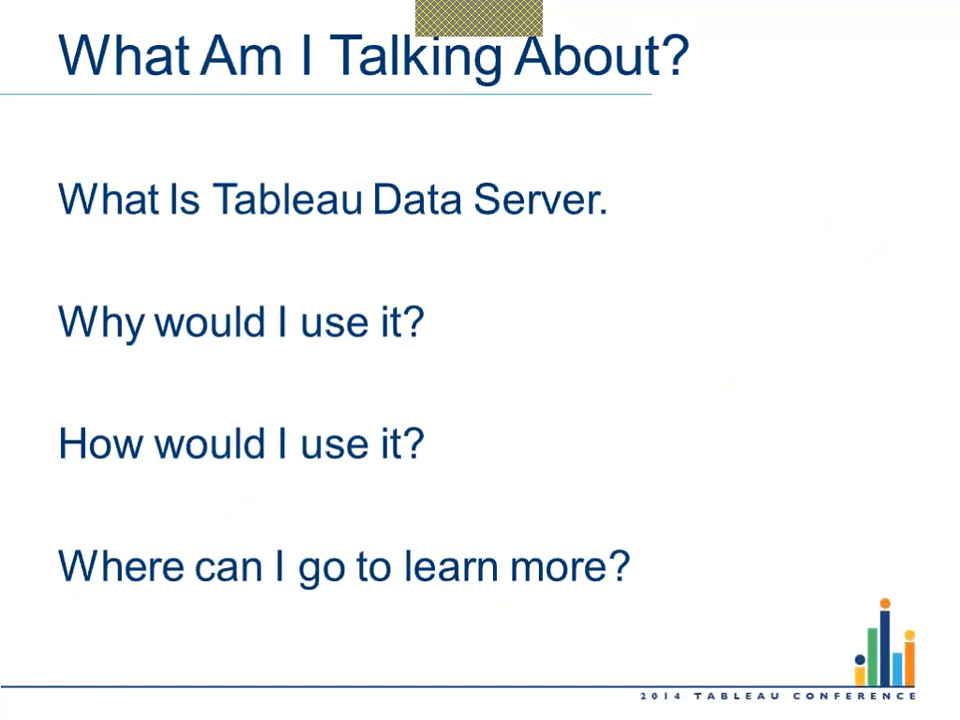 What Am I Talking About?
What Is Tableau Data Server.
Why would I use it?
How would I use it?
Where can I go to learn more?
2014 TABLEAU CONFERENCE